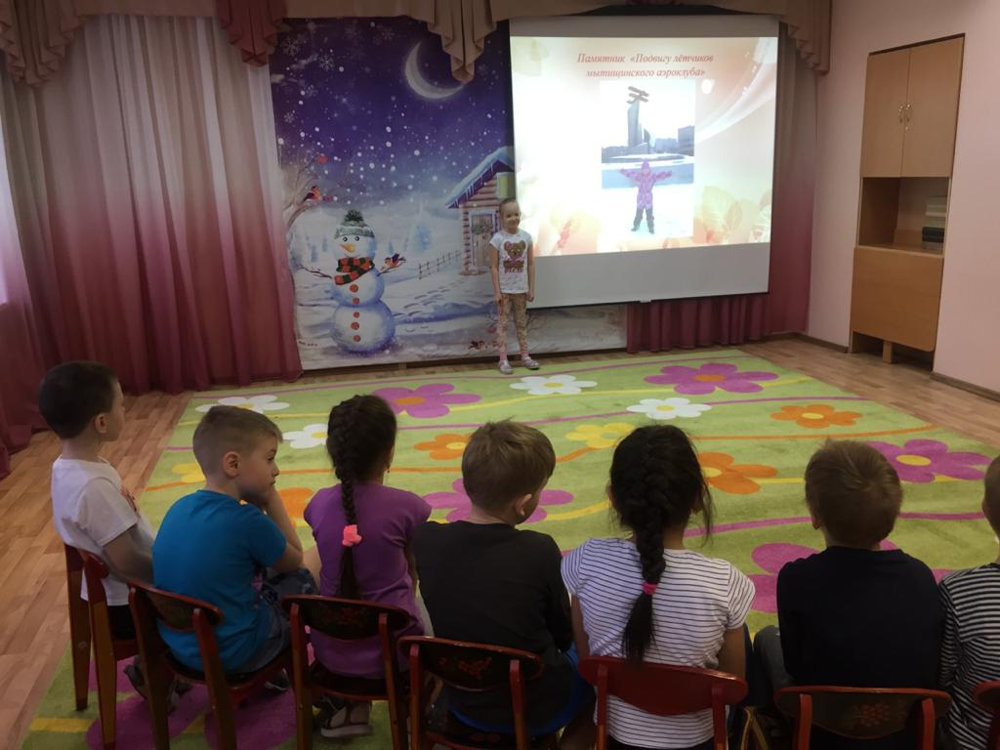 Памятник «Подвигу лётчиков
мытищинского аэроклуба»